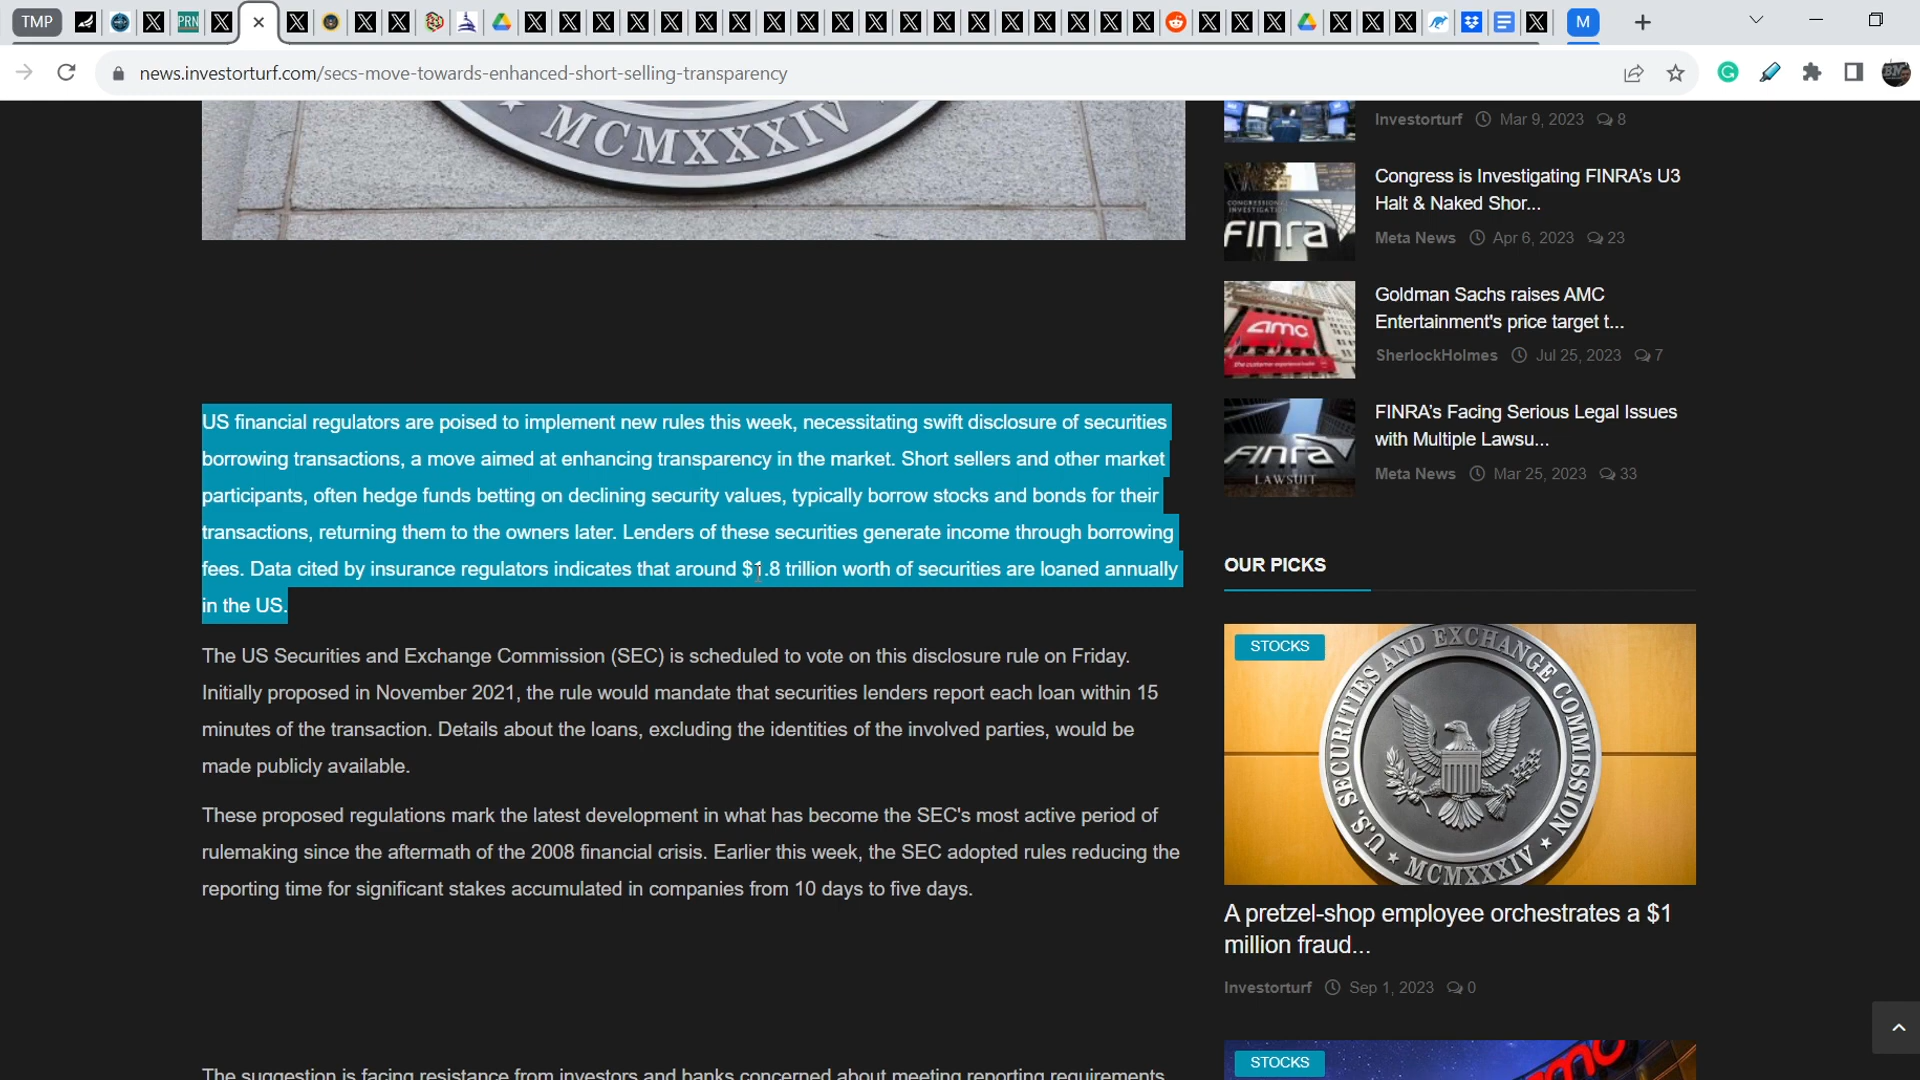 TMP
PRN
M
news.investorturf.com/secs-move-towards-enhanced-short-selling-transparency
MCMXXXIV
US financial regulators are poised to implement new rules this week, necessitating swift disclosure of securities
borrowing transactions, a move aimed at enhancing transparency in the market. Short sellers and other market
participants, often hedge funds betting on declining security values, typically borrow stocks and bonds for their
transactions, returning them to the owners later. Lenders of these securities generate income through borrowing
fees. Data cited by insurance regulators indicates that around $1.8 trillion worth of securities are loaned annually
in the US.
The US Securities and Exchange Commission (SEC) is scheduled to vote on this disclosure rule on Friday.
Initially proposed in November 2021, the rule would mandate that securities lenders report each loan within 15
minutes of the transaction. Details about the loans, excluding the identities of the involved parties, would be
made publicly available.
These proposed regulations mark the latest development in what has become the SEC's most active period of
rulemaking since the aftermath of the 2008 financial crisis. Earlier this week, the SEC adopted rules reducing the
reporting time for significant stakes accumulated in companies from 10 days to five days.
The suggestion is facing resistance from investors and banks concerned about meeting reporting requirements
Investorturf Mar 9, 2023 8
CONGRESSIONAL
INVESTIGATION
finra
Congress is Investigating FINRA's U3
Halt & Naked Shor...
Meta News Apr 6, 2023 23
amc
Goldman Sachs raises AMC
Entertainment's price target t...
SherlockHolmes Jul 25, 2023 7
finra
LAWSUIT
FINRA's Facing Serious Legal Issues
with Multiple Lawsu...
Meta News Mar 25, 2023 33
OUR PICKS
STOCKS
U.S. SECURITIES AND EXCHANGE COMMISSION
MCMXXXIV
A pretzel-shop employee orchestrates a $1
million fraud...
Investorturf Sep 1, 2023 0
STOCKS
amc